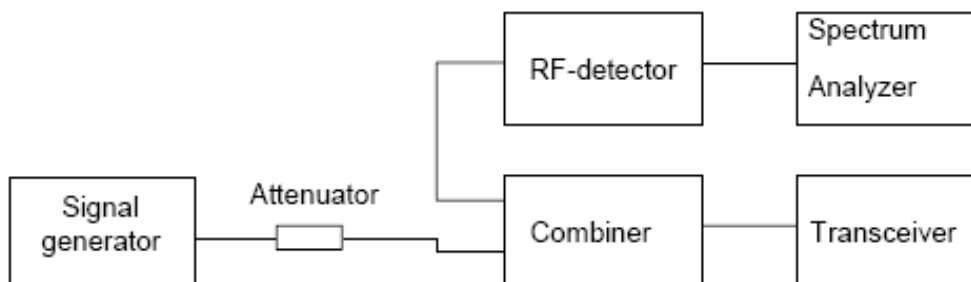 RF-detector
Spectrum
Analyzer
Attenuator
Signal
generator
Combiner
Transceiver